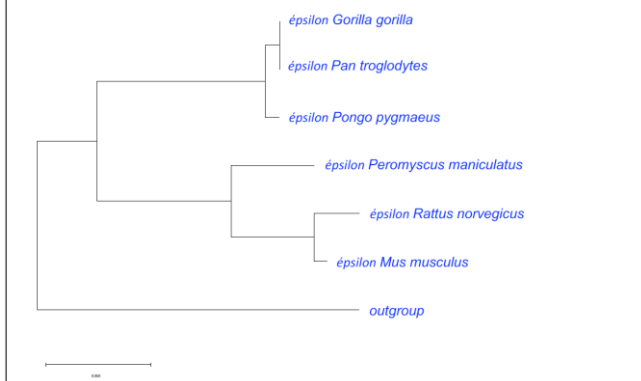 épsilon Gorilla gorilla
épsilon Pan troglodytes
épsilon Pongo pygmaeus
épsilon Peromyscus maniculatus
épsilon Rattus norvegicus
épsilon Mus musculus
outgroup